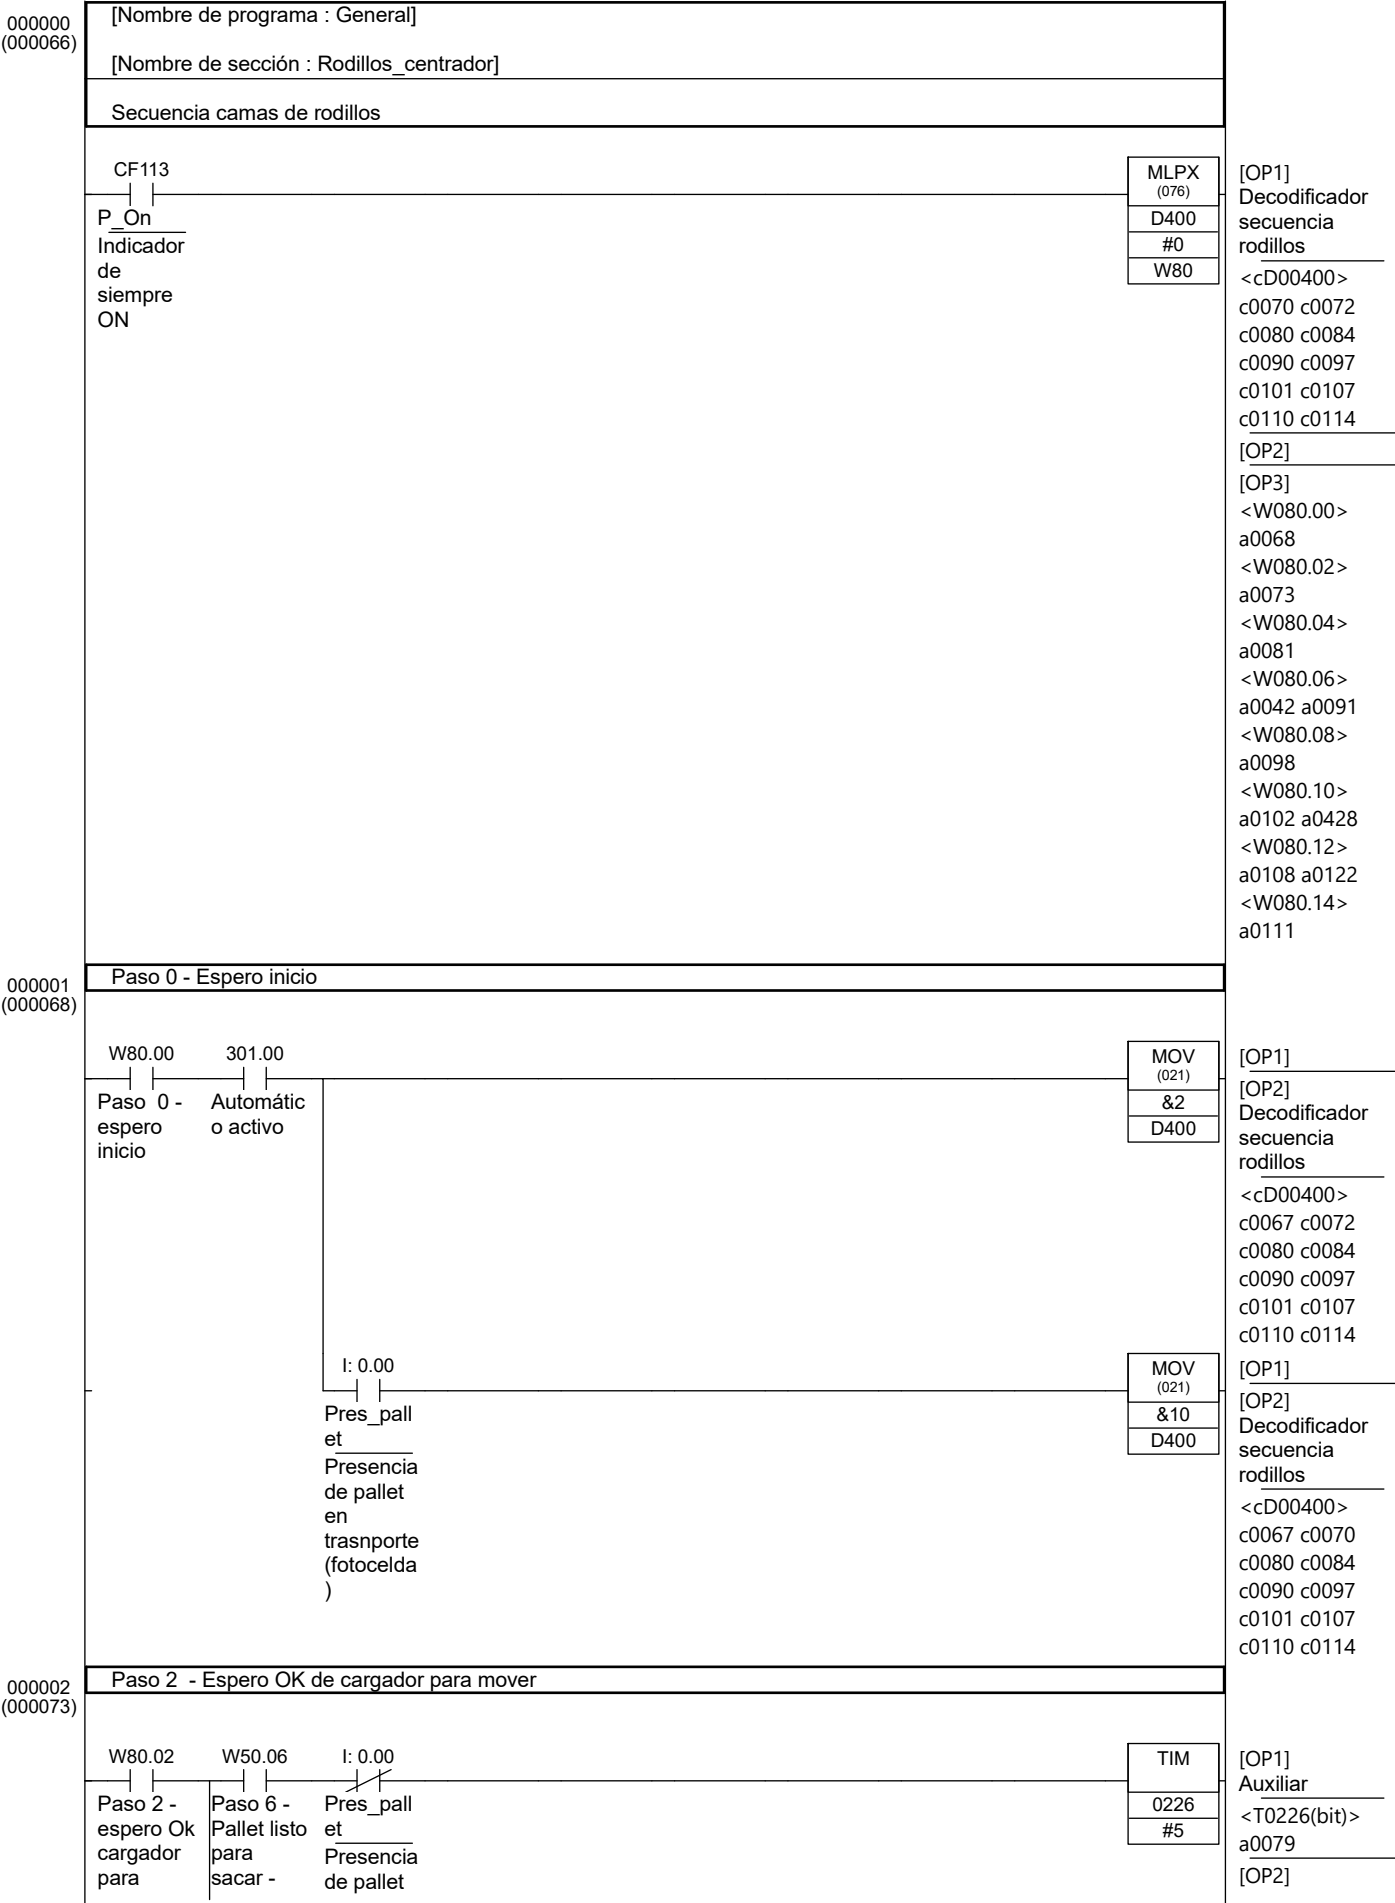 000000
(000066)
[Nombre de programa : General]
[Nombre de sección : Rodillos_centrador]
Secuencia camas de rodillos
CF113
P_On
Indicador
de
siempre
ON
MLPX
(076)
D400
#0
W80
[OP1]
Decodificador
secuencia
rodillos
<cD00400>
c0070 c0072
c0080 c0084
c0090 c0097
c0101 c0107
c0110 c0114
[OP2]
[OP3]
<W080.00>
a0068
<W080.02>
a0073
<W080.04>
a0081
<W080.06>
a0042 a0091
<W080.08>
a0098
<W080.10>
a0102 a0428
<W080.12>
a0108 a0122
<W080.14>
a0111
000001
(000068)
Paso 0 - Espero inicio
W80.00
Paso 0 -
espero
inicio
301.00
Automátic
o activo
MOV
(021)
&2
D400
[OP1]
[OP2]
Decodificador
secuencia
rodillos
<cD00400>
c0067 c0072
c0080 c0084
c0090 c0097
c0101 c0107
c0110 c0114
I: 0.00
Pres_pall
et
Presencia
de pallet
en
trasnporte
(fotocelda
)
MOV
(021)
&10
D400
[OP1]
[OP2]
Decodificador
secuencia
rodillos
<cD00400>
c0067 c0070
c0080 c0084
c0090 c0097
c0101 c0107
c0110 c0114
000002
(000073)
Paso 2 - Espero OK de cargador para mover
W80.02
Paso 2 -
espero Ok
cargador
para
W50.06
Paso 6 -
Pallet listo
para
sacar -
I: 0.00
Pres_pall
et
Presencia
de pallet
TIM
0226
#5
[OP1]
Auxiliar
<T0226(bit)>
a0079
[OP2]